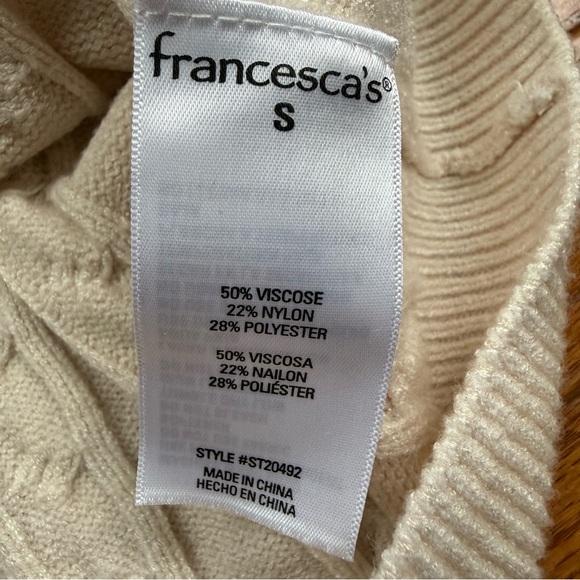 francesca's®
S
50% VISCOSE
22% NYLON
28% POLYESTER
50% VISCOSA
22% NAILON
28% POLIÉSTER
STYLE #ST20492
MADE IN CHINA
HECHO EN CHINA